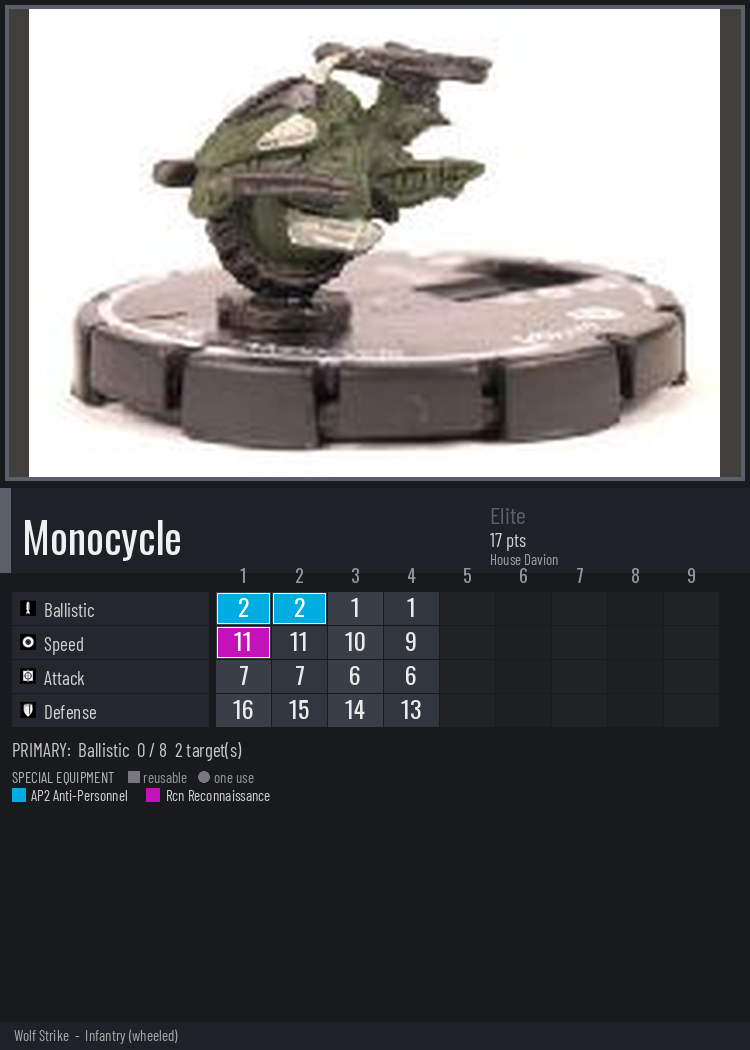 Monocycle
Elite
17 pts
House Davion
1 2 3 4 5 6 7 8 9
Ballistic 2 2 1 1
Speed 11 11 10 9
Attack 7 7 6 6
Defense 16 15 14 13
PRIMARY: Ballistic 0 / 8 2 target(s)
SPECIAL EQUIPMENT reusable one use
AP2 Anti-Personnel Rcn Reconnaissance
Wolf Strike - Infantry (wheeled)